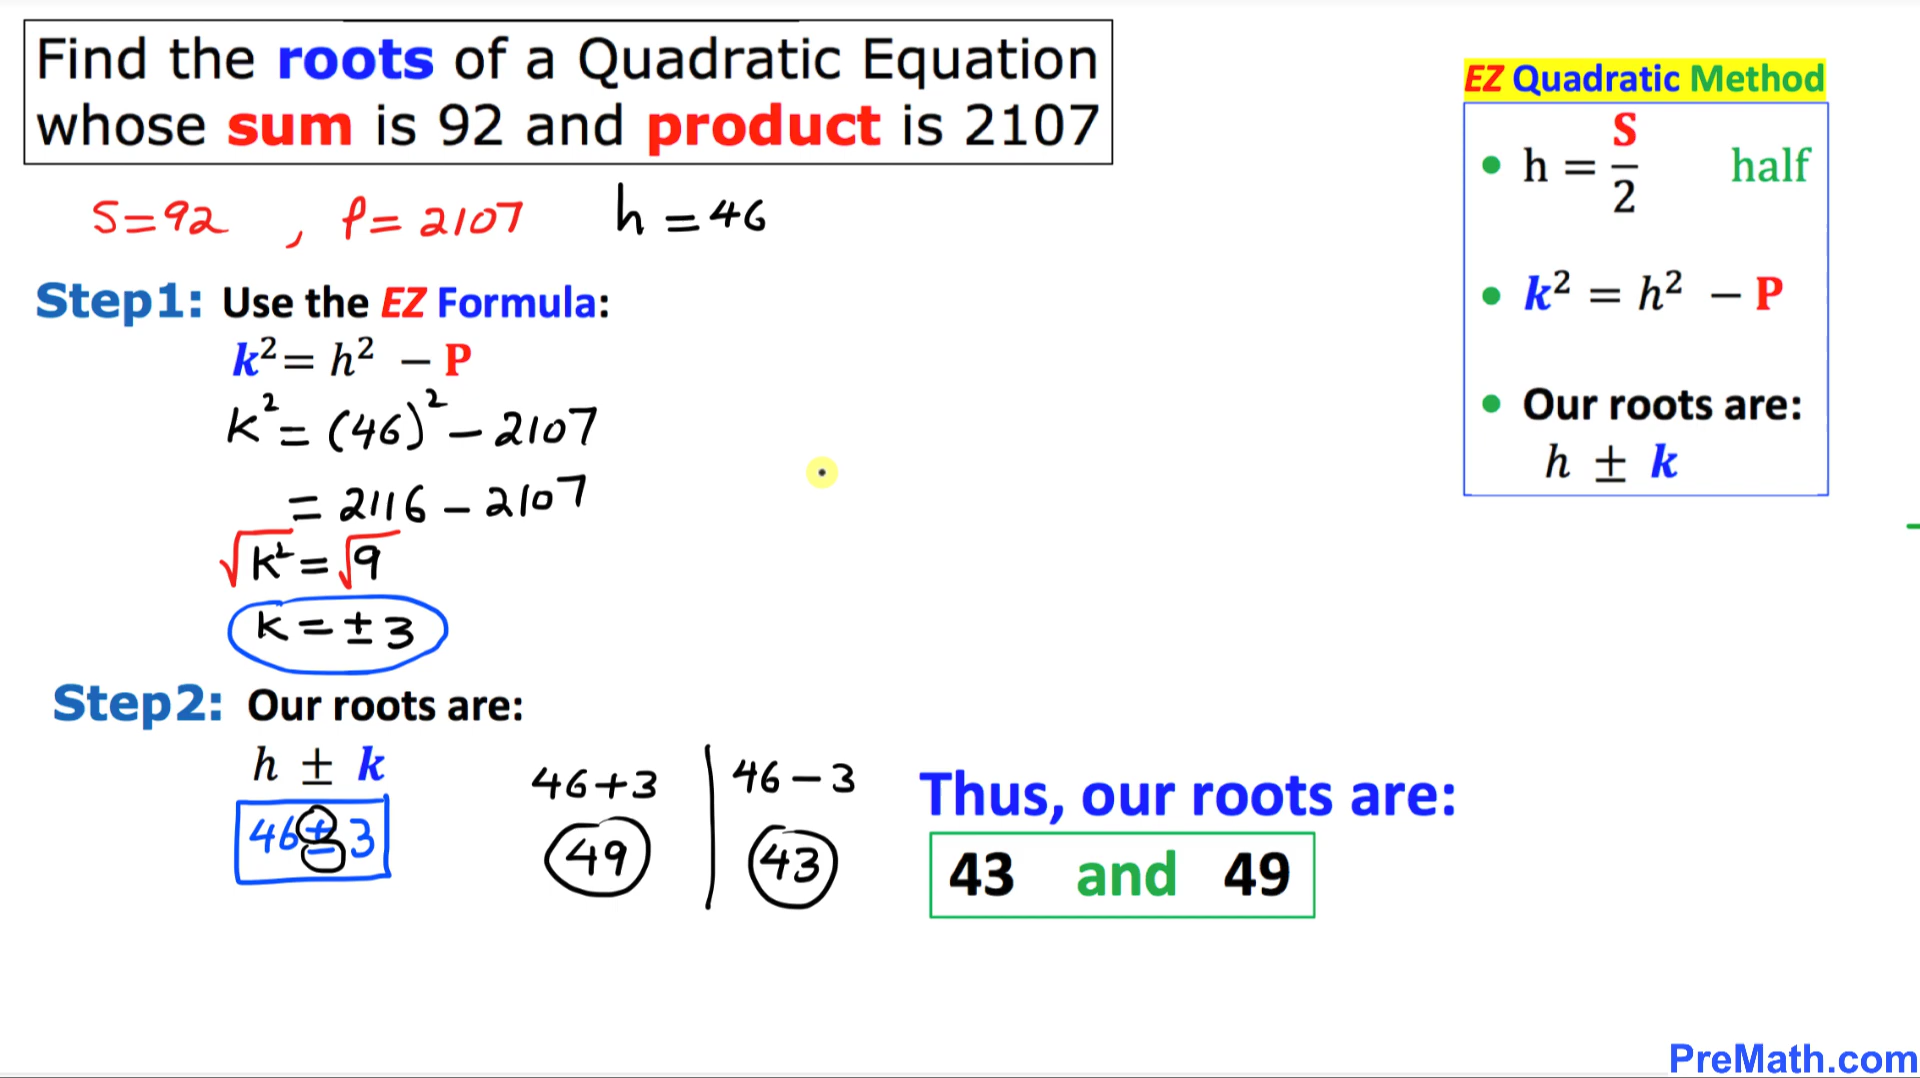 Find the roots of a Quadratic Equation
whose sum is 92 and product is 2107
S=92 , P= 2107 h = 46
Step1: Use the EZ Formula:
k² = h² − P
k² = (46)² − 2107
= 2116 − 2107
√k² = √9
k = ± 3
Step2: Our roots are:
h ± k
46 ± 3
46+3
49
46−3
43
Thus, our roots are:
43 and 49
EZ Quadratic Method
• h = S/2 half
• k² = h² − P
• Our roots are:
h ± k
PreMath.com